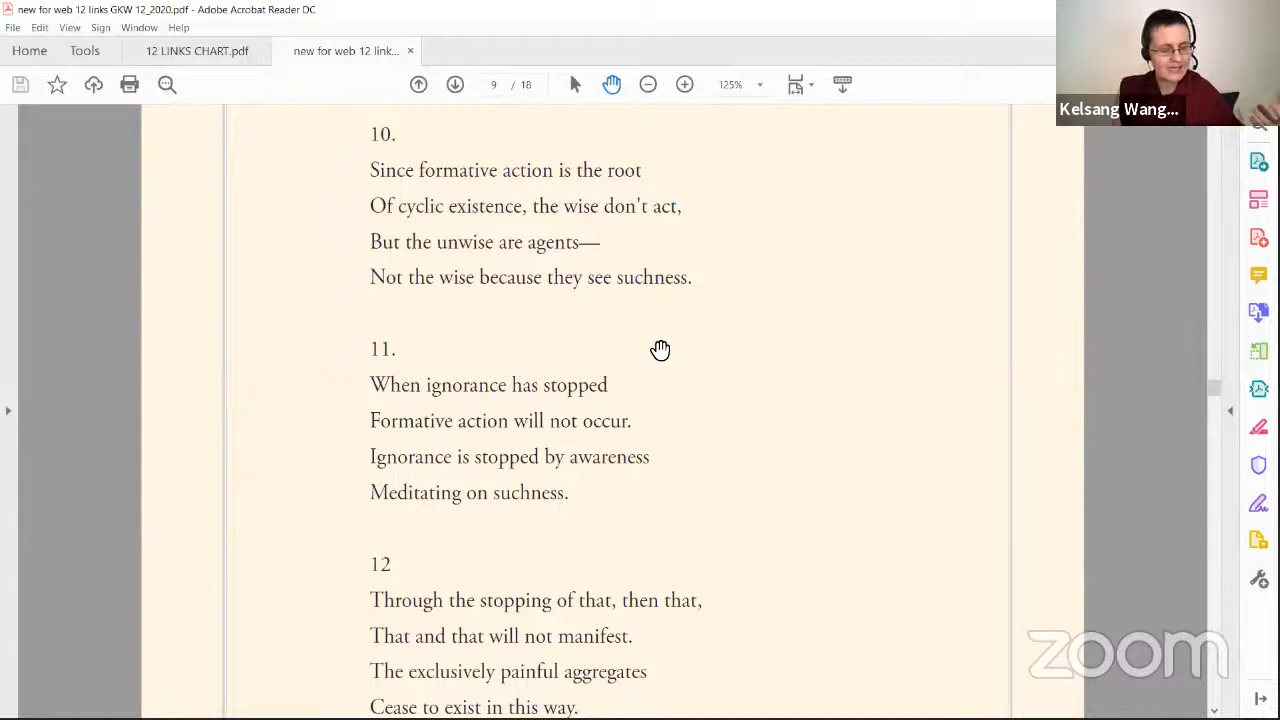 new for web 12 links GKW 12_2020.pdf - Adobe Acrobat Reader DC
File Edit View Sign Window Help
Home Tools 12 LINKS CHART.pdf new for web 12 link... ×
9 / 18 125%
Kelsang Wang...
10.
Since formative action is the root
Of cyclic existence, the wise don't act,
But the unwise are agents—
Not the wise because they see suchness.
11.
When ignorance has stopped
Formative action will not occur.
Ignorance is stopped by awareness
Meditating on suchness.
12
Through the stopping of that, then that,
That and that will not manifest.
The exclusively painful aggregates
Cease to exist in this way.
zoom